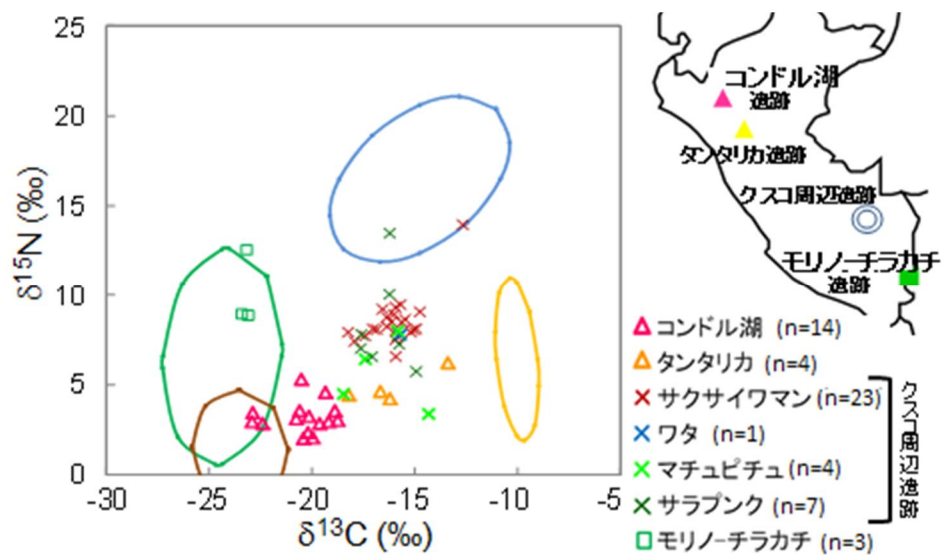 25
20
15
10
5
0
δ15N (‰)
-30
-25
-20
-15
-10
-5
δ13C (‰)
コンドル湖
遺跡
タンタリカ遺跡
クスコ周辺遺跡
モリノーチラカチ
遺跡
コンドル湖 (n=14)
タンタリカ (n=4)
サクサイワマン (n=23)
ワタ (n=1)
マチュピチュ (n=4)
サラプンク (n=7)
モリノーチラカチ (n=3)
クスコ周辺遺跡